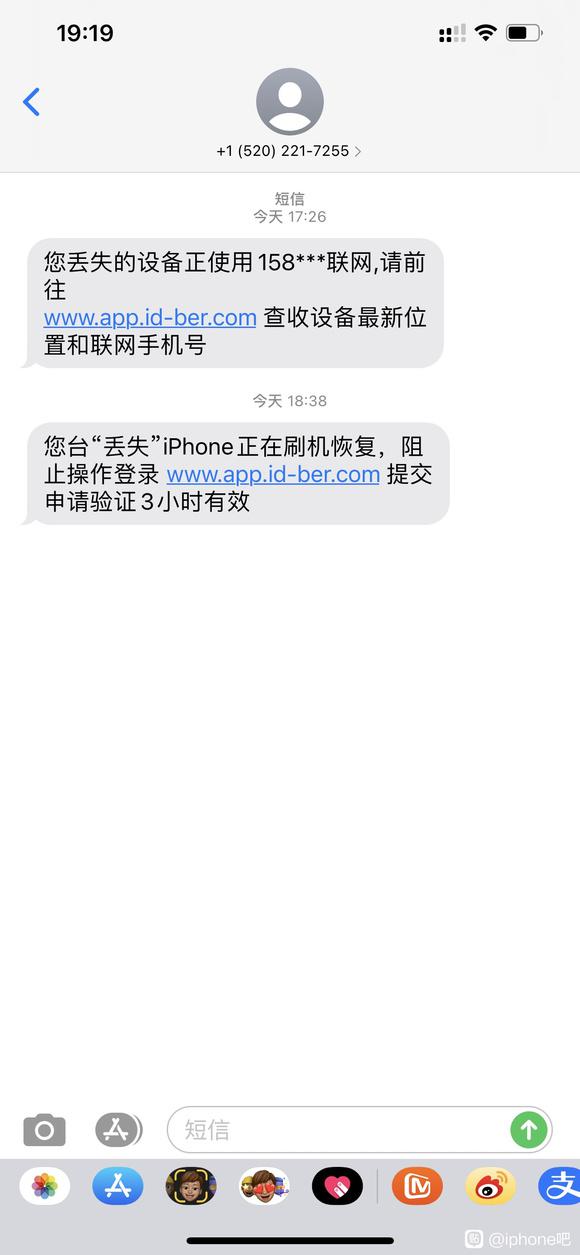 19:19
+1 (520) 221-7255
短信
今天 17:26
您丢失的设备正使用158***联网,请前
往
www.app.id-ber.com 查收设备最新位
置和联网手机号
今天 18:38
您台“丢失”iPhone正在刷机恢复，阻
止操作登录 www.app.id-ber.com 提交
申请验证3小时有效
短信
支
贴 @iphone吧